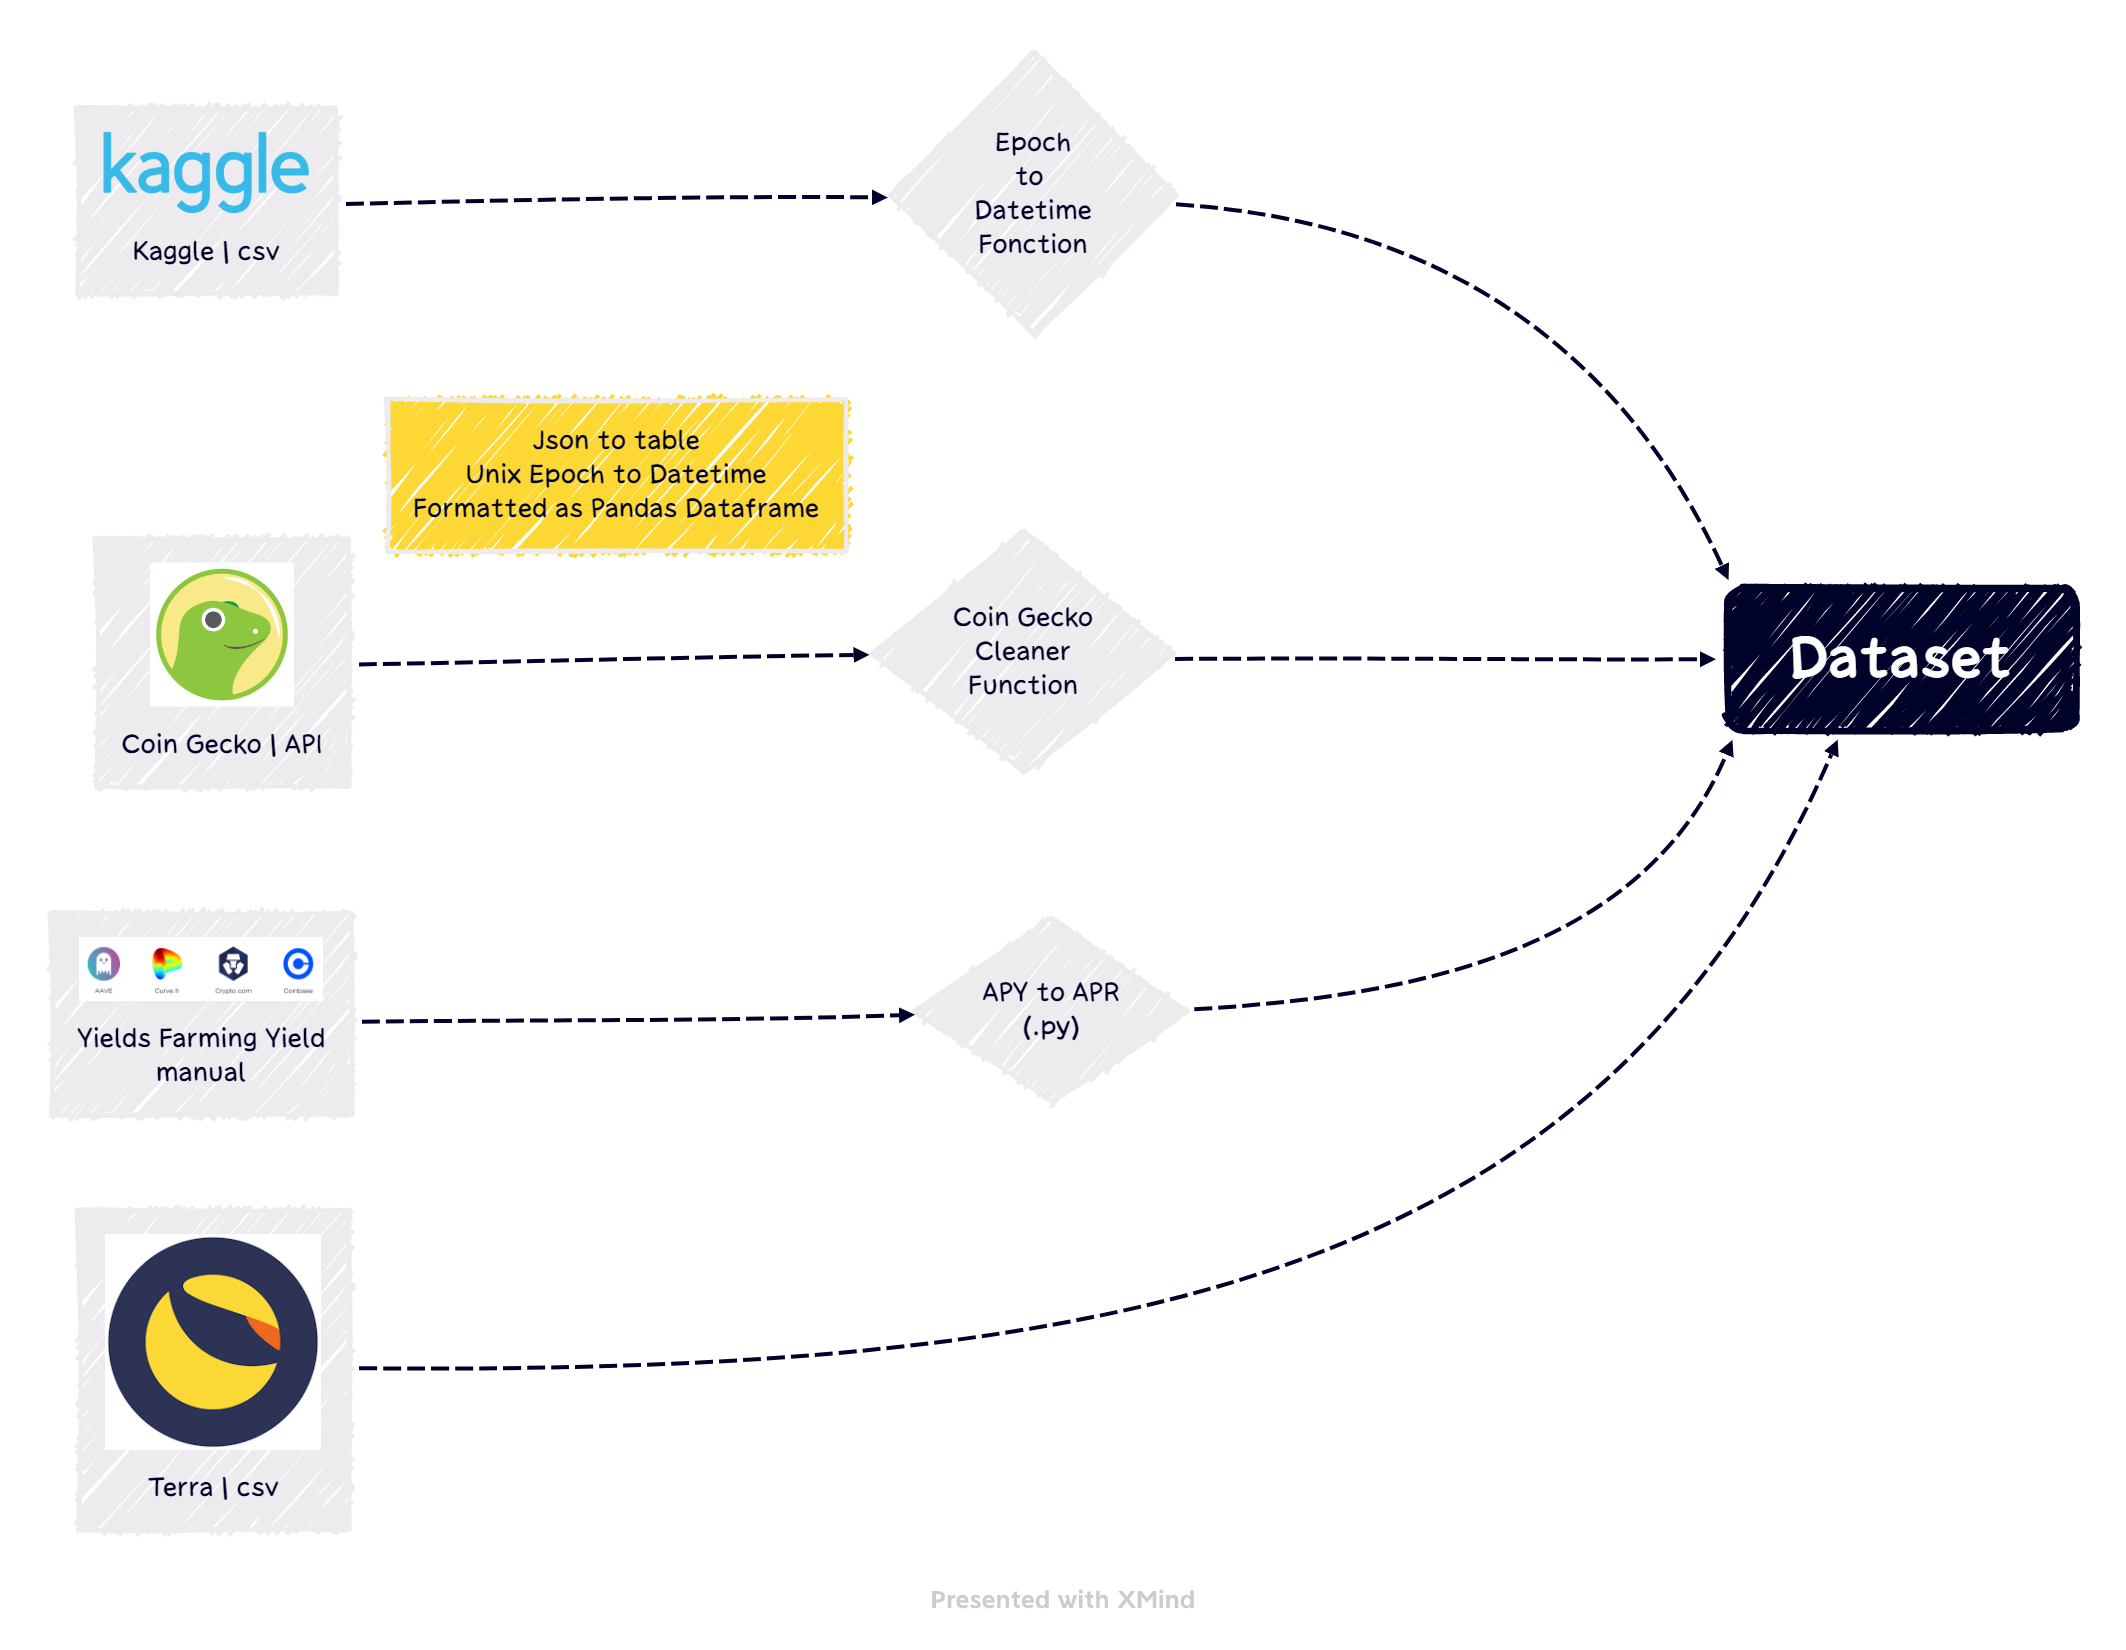 kaggle
Kaggle | csv
Epoch
to
Datetime
Fonction
Json to table
Unix Epoch to Datetime
Formatted as Pandas Dataframe
Coin Gecko | API
Coin Gecko
Cleaner
Function
Dataset
AAVE
Curve.fi
Crypto.com
Coinbase
Yields Farming Yield
manual
APY to APR
(.py)
Terra | csv
Presented with XMind